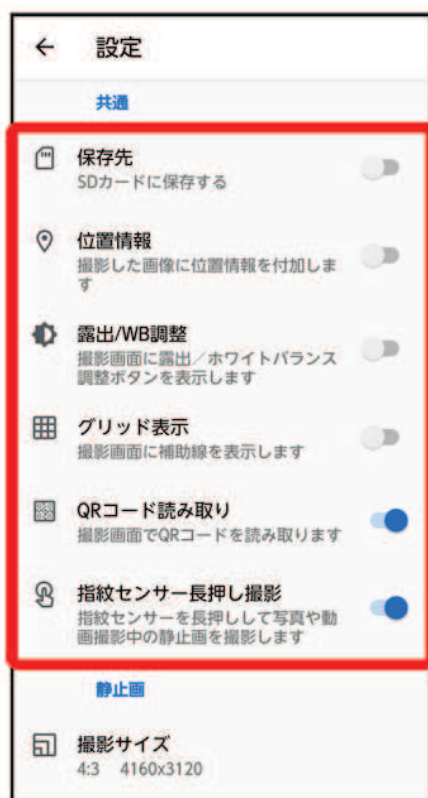 設定
共通
保存先
SDカードに保存する
位置情報
撮影した画像に位置情報を付加しま
す
露出/WB調整
撮影画面に露出／ホワイトバランス
調整ボタンを表示します
グリッド表示
撮影画面に補助線を表示します
QRコード読み取り
撮影画面でQRコードを読み取ります
指紋センサー長押し撮影
指紋センサーを長押しして写真や動
画撮影中の静止画を撮影します
静止画
撮影サイズ
4:3 4160x3120